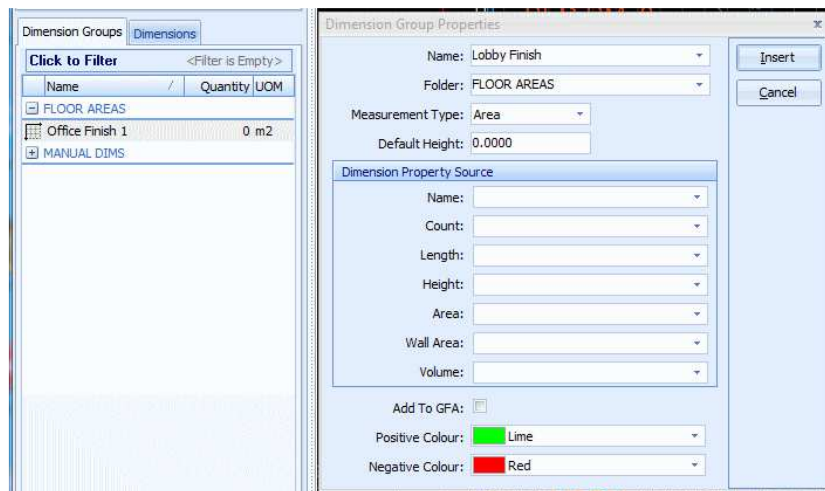 Dimension Groups
Dimensions
Click to Filter <Filter is Empty>
Name / Quantity UOM
FLOOR AREAS
Office Finish 1 0 m2
MANUAL DIMS
Dimension Group Properties x
Name: Lobby Finish
Folder: FLOOR AREAS
Measurement Type: Area
Default Height: 0.0000
Dimension Property Source
Name:
Count:
Length:
Height:
Area:
Wall Area:
Volume:
Add To GFA:
Positive Colour: Lime
Negative Colour: Red
Insert
Cancel